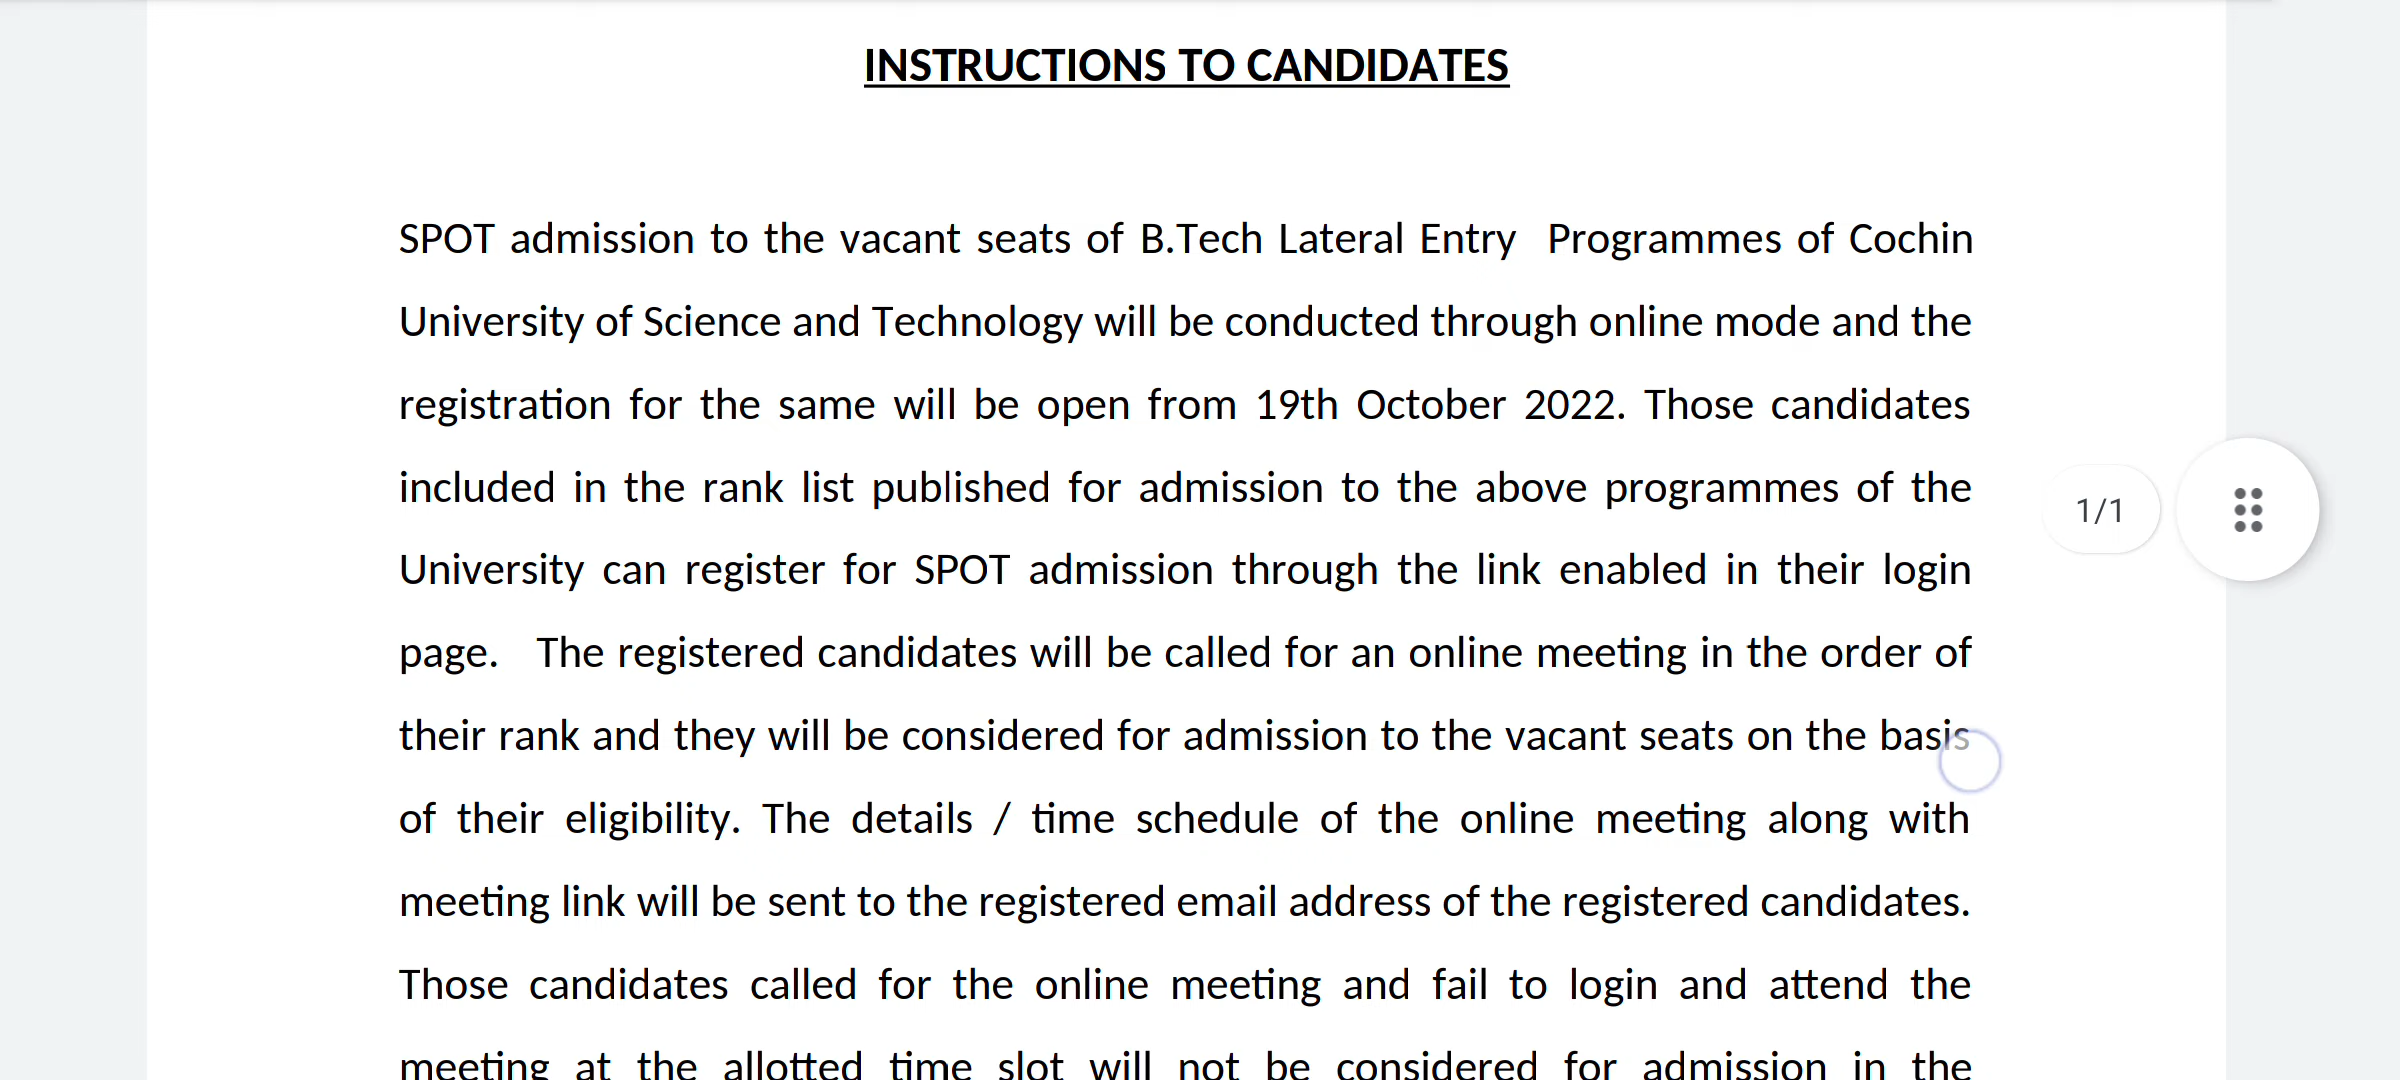 INSTRUCTIONS TO CANDIDATES
SPOT admission to the vacant seats of B.Tech Lateral Entry  Programmes of Cochin
University of Science and Technology will be conducted through online mode and the
registration for the same will be open from 19th October 2022. Those candidates
included in the rank list published for admission to the above programmes of the
University can register for SPOT admission through the link enabled in their login
page.   The registered candidates will be called for an online meeting in the order of
their rank and they will be considered for admission to the vacant seats on the basis
of their eligibility. The details / time schedule of the online meeting along with
meeting link will be sent to the registered email address of the registered candidates.
Those candidates called for the online meeting and fail to login and attend the
meeting at the allotted time slot will not be considered for admission in the
1/1